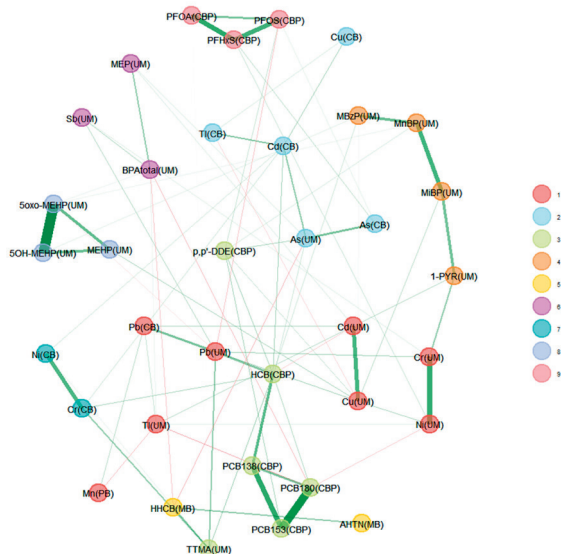 PFOA(CBP)
PFOS(CBP)
PFHxS(CBP)
Cu(CB)
MEP(UM)
MBzP(UM)
MnBP(UM)
Sb(UM)
Tl(CB)
Cd(CB)
BPAtotal(UM)
MiBP(UM)
5oxo-MEHP(UM)
As(CB)
As(UM)
5OH-MEHP(UM)
MEHP(UM)
p,p'-DDE(CBP)
1-PYR(UM)
Pb(CB)
Cd(UM)
Ni(CB)
Pb(UM)
Cr(UM)
HCB(CBP)
Cr(CB)
Cu(UM)
Tl(UM)
Ni(UM)
PCB138(CBP)
Mn(PB)
PCB180(CBP)
HHCB(MB)
PCB153(CBP)
AHTN(MB)
TTMA(UM)
1
2
3
4
5
6
7
8
9